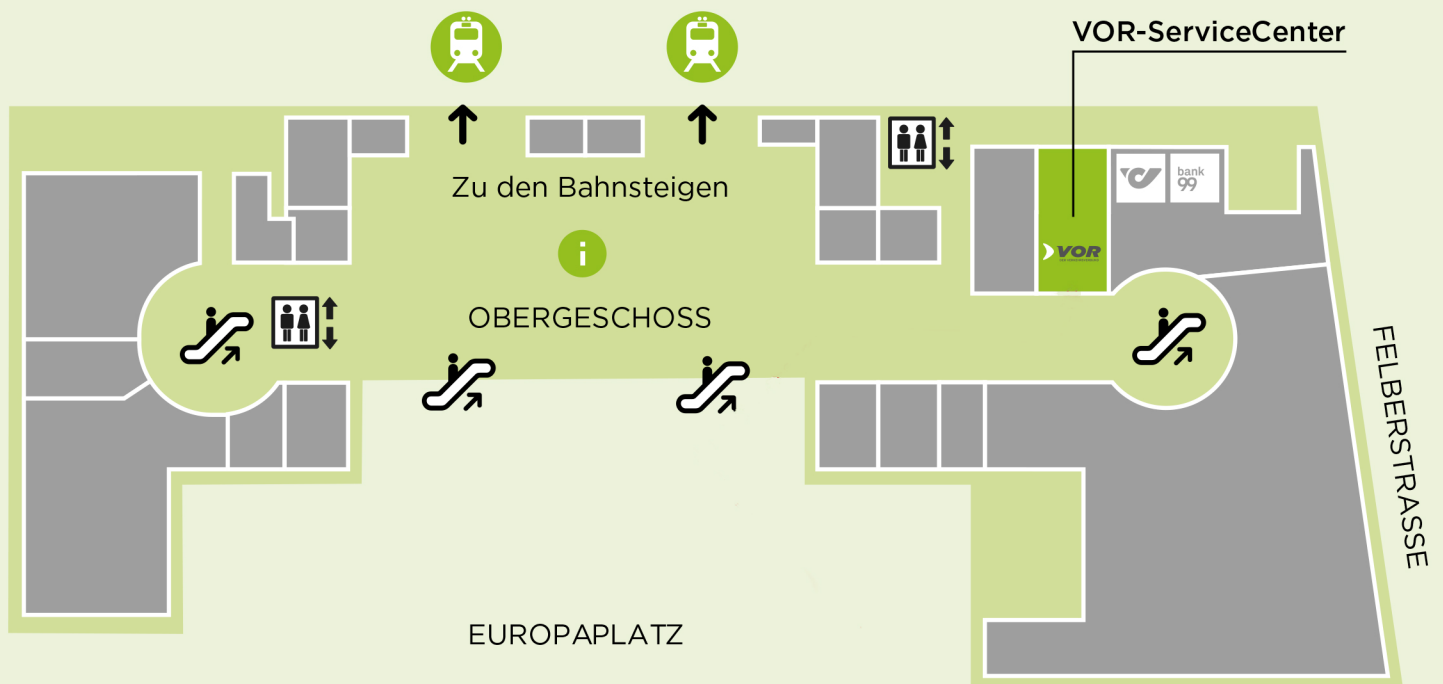 VOR-ServiceCenter
Zu den Bahnsteigen
bank
99
i
VOR
OBERGESCHOSS
FELBERSTRASSE
EUROPAPLATZ